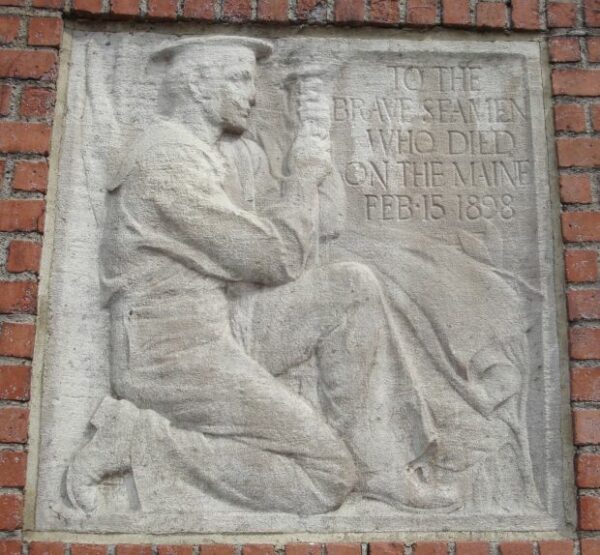 TO THE
BRAVE SEAMEN
WHO DIED
ON THE MAINE
FEB · 15 1898